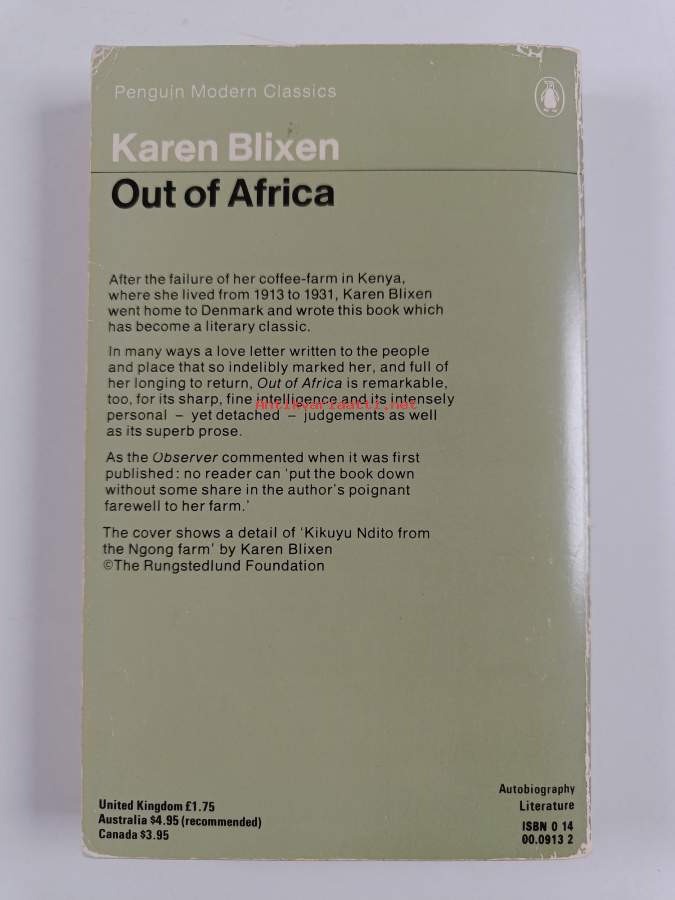 Penguin Modern Classics
Karen Blixen
Out of Africa
After the failure of her coffee-farm in Kenya,
where she lived from 1913 to 1931, Karen Blixen
went home to Denmark and wrote this book which
has become a literary classic.
In many ways a love letter written to the people
and place that so indelibly marked her, and full of
her longing to return, Out of Africa is remarkable,
too, for its sharp, fine intelligence and its intensely
Antikvariaatti.net
personal – yet detached – judgements as well
as its superb prose.
As the Observer commented when it was first
published: no reader can ‘put the book down
without some share in the author’s poignant
farewell to her farm.’
The cover shows a detail of ‘Kikuyu Ndito from
the Ngong farm’ by Karen Blixen
©The Rungstedlund Foundation
United Kingdom £1.75
Australia $4.95 (recommended)
Canada $3.95
Autobiography
Literature
ISBN 0 14
00.0913 2